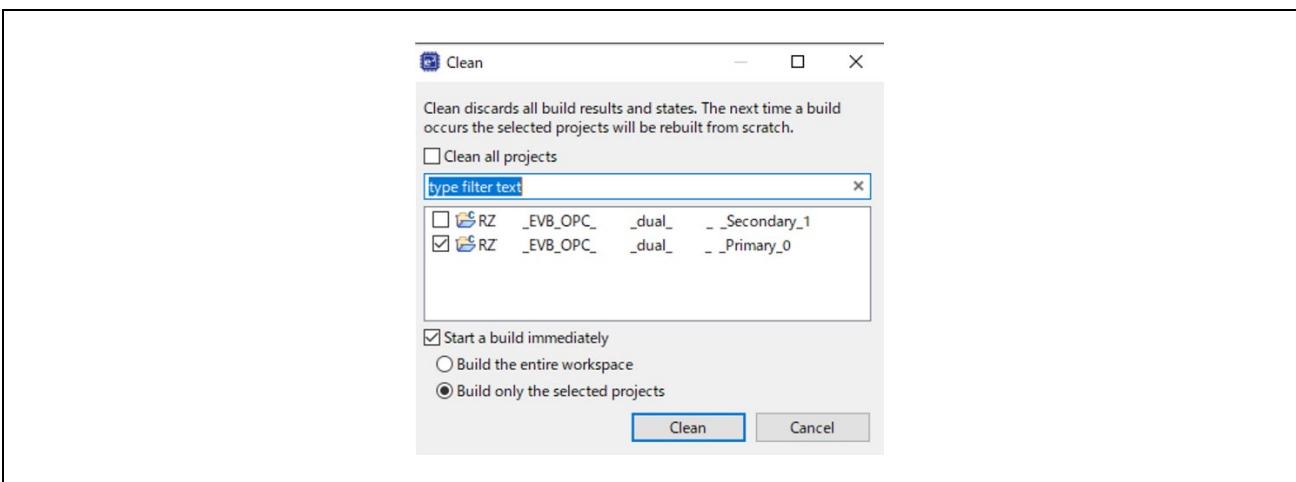 Clean
Clean discards all build results and states. The next time a build
occurs the selected projects will be rebuilt from scratch.
Clean all projects
type filter text
RZ _EVB_OPC_ _dual_ _ _Secondary_1
RZ _EVB_OPC_ _dual_ _ _Primary_0
Start a build immediately
Build the entire workspace
Build only the selected projects
Clean Cancel